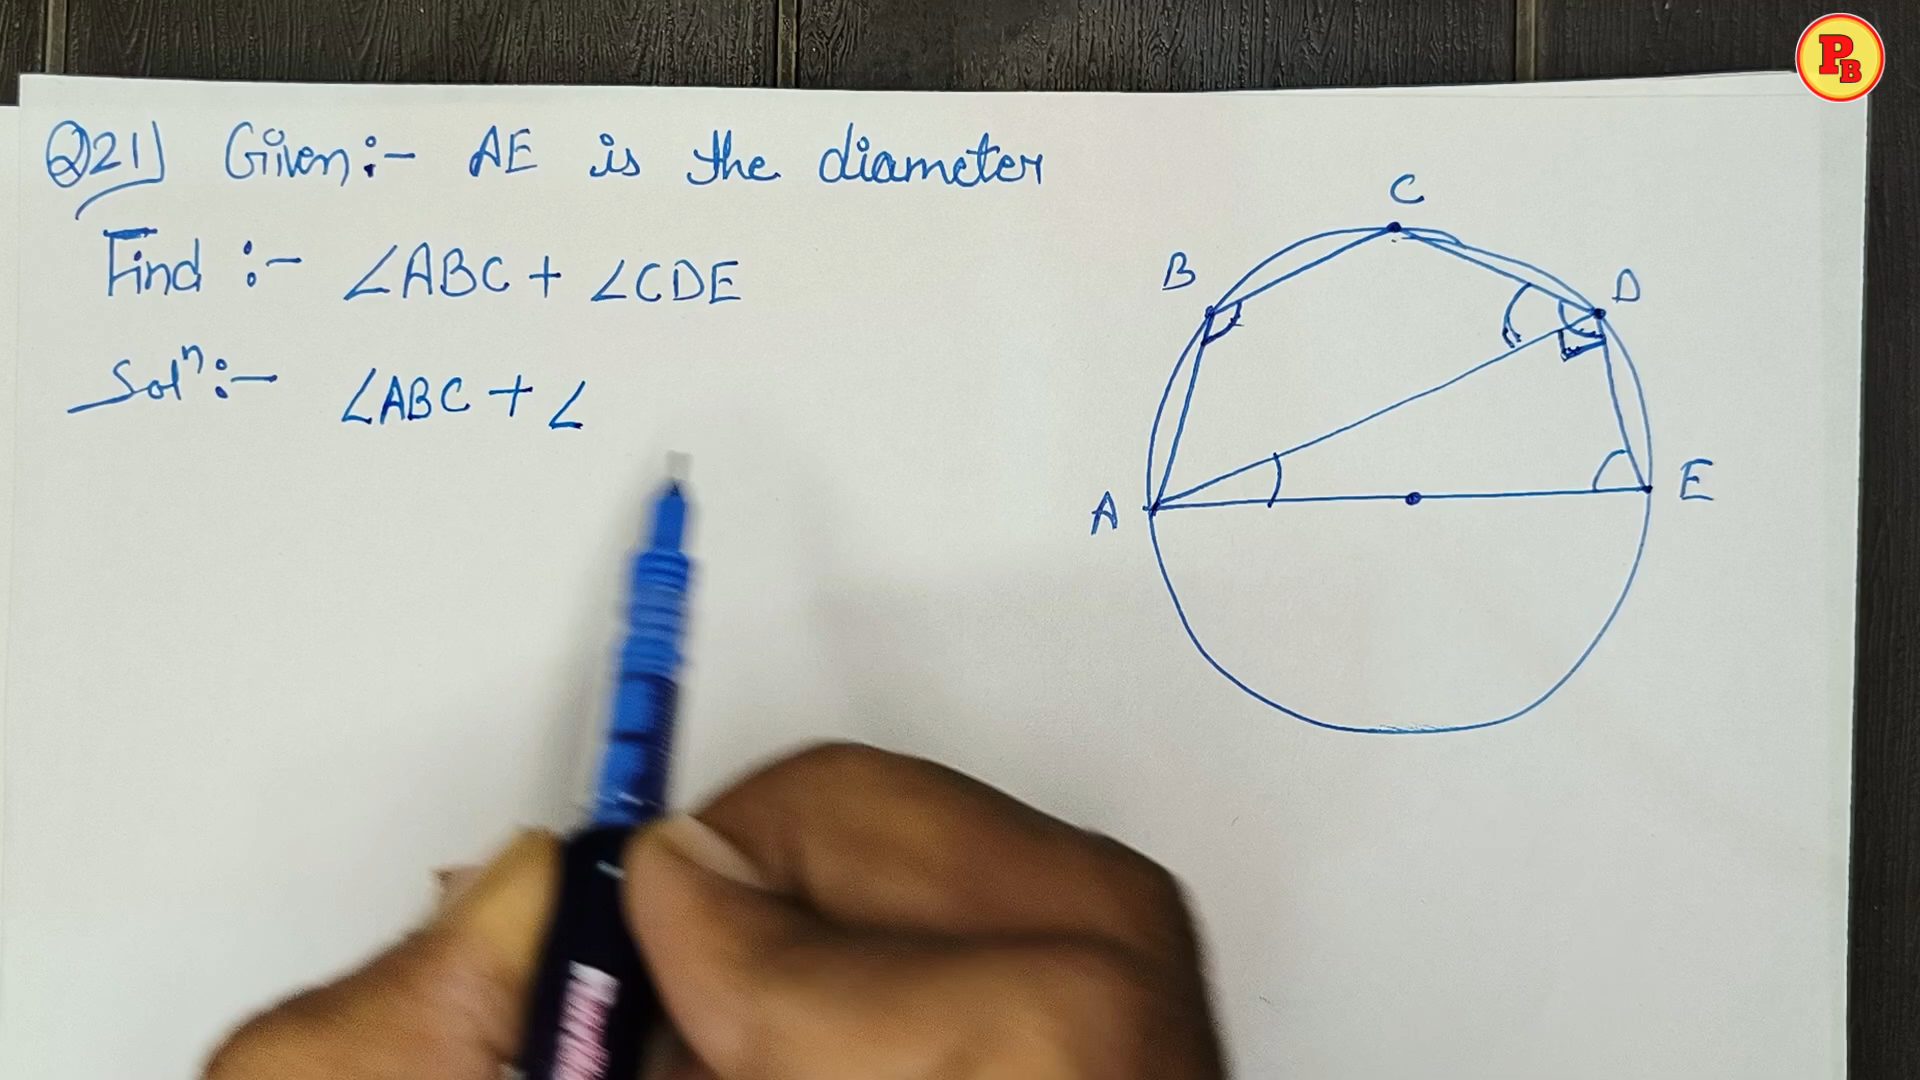 Q21) Given:- AE is the diameter
Find :- ∠ABC + ∠CDE
Solⁿ:- ∠ABC + ∠
C
B
D
A
E
PB